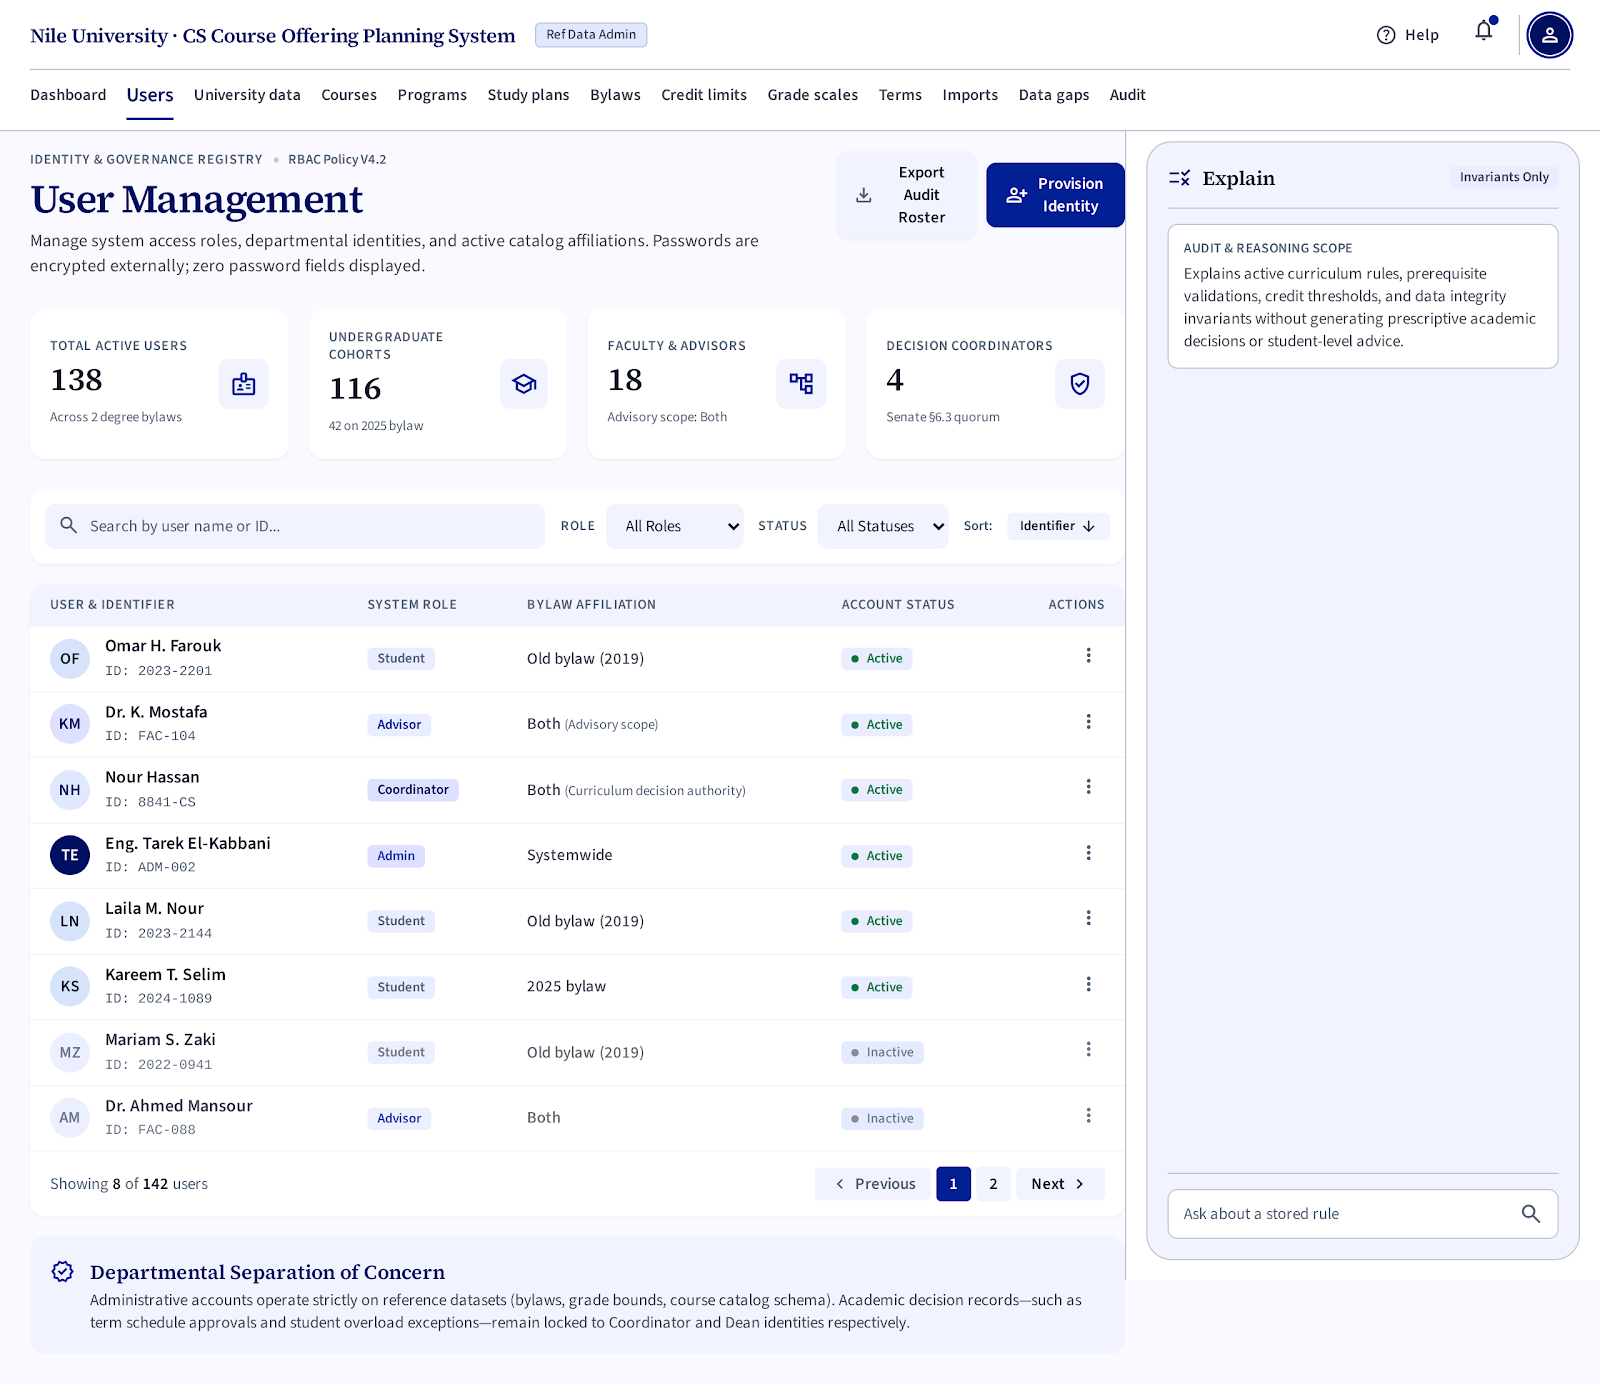 Nile University · CS Course Offering Planning System
Ref Data Admin
Help
Dashboard
Users
University data
Courses
Programs
Study plans
Bylaws
Credit limits
Grade scales
Terms
Imports
Data gaps
Audit
IDENTITY & GOVERNANCE REGISTRY • RBAC Policy V4.2
User Management
Manage system access roles, departmental identities, and active catalog affiliations. Passwords are
encrypted externally; zero password fields displayed.
Export
Audit
Roster
Provision
Identity
TOTAL ACTIVE USERS
138
Across 2 degree bylaws
UNDERGRADUATE
COHORTS
116
42 on 2025 bylaw
FACULTY & ADVISORS
18
Advisory scope: Both
DECISION COORDINATORS
4
Senate §6.3 quorum
Search by user name or ID...
ROLE
All Roles
STATUS
All Statuses
Sort:
Identifier
USER & IDENTIFIER
SYSTEM ROLE
BYLAW AFFILIATION
ACCOUNT STATUS
ACTIONS
OF
Omar H. Farouk
ID: 2023-2201
Student
Old bylaw (2019)
Active
KM
Dr. K. Mostafa
ID: FAC-104
Advisor
Both (Advisory scope)
Active
NH
Nour Hassan
ID: 8841-CS
Coordinator
Both (Curriculum decision authority)
Active
TE
Eng. Tarek El-Kabbani
ID: ADM-002
Admin
Systemwide
Active
LN
Laila M. Nour
ID: 2023-2144
Student
Old bylaw (2019)
Active
KS
Kareem T. Selim
ID: 2024-1089
Student
2025 bylaw
Active
MZ
Mariam S. Zaki
ID: 2022-0941
Student
Old bylaw (2019)
Inactive
AM
Dr. Ahmed Mansour
ID: FAC-088
Advisor
Both
Inactive
Showing 8 of 142 users
Previous
1
2
Next
Departmental Separation of Concern
Administrative accounts operate strictly on reference datasets (bylaws, grade bounds, course catalog schema). Academic decision records—such as
term schedule approvals and student overload exceptions—remain locked to Coordinator and Dean identities respectively.
Explain
Invariants Only
AUDIT & REASONING SCOPE
Explains active curriculum rules, prerequisite
validations, credit thresholds, and data integrity
invariants without generating prescriptive academic
decisions or student-level advice.
Ask about a stored rule